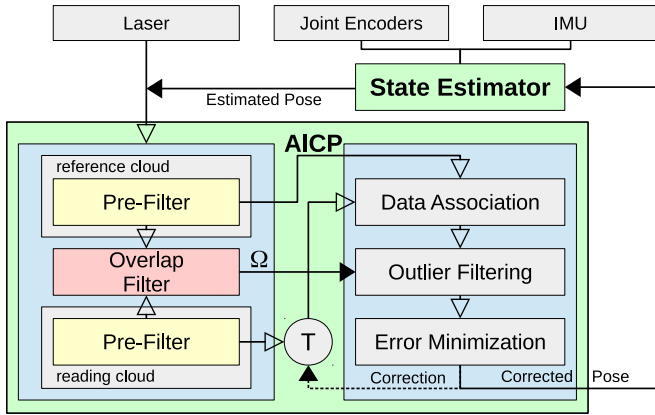 Laser
Joint Encoders
IMU
State Estimator
Estimated Pose
AICP
reference cloud
Pre-Filter
Data Association
Overlap
Filter
Ω
Outlier Filtering
Pre-Filter
T
Error Minimization
reading cloud
Correction
Corrected Pose